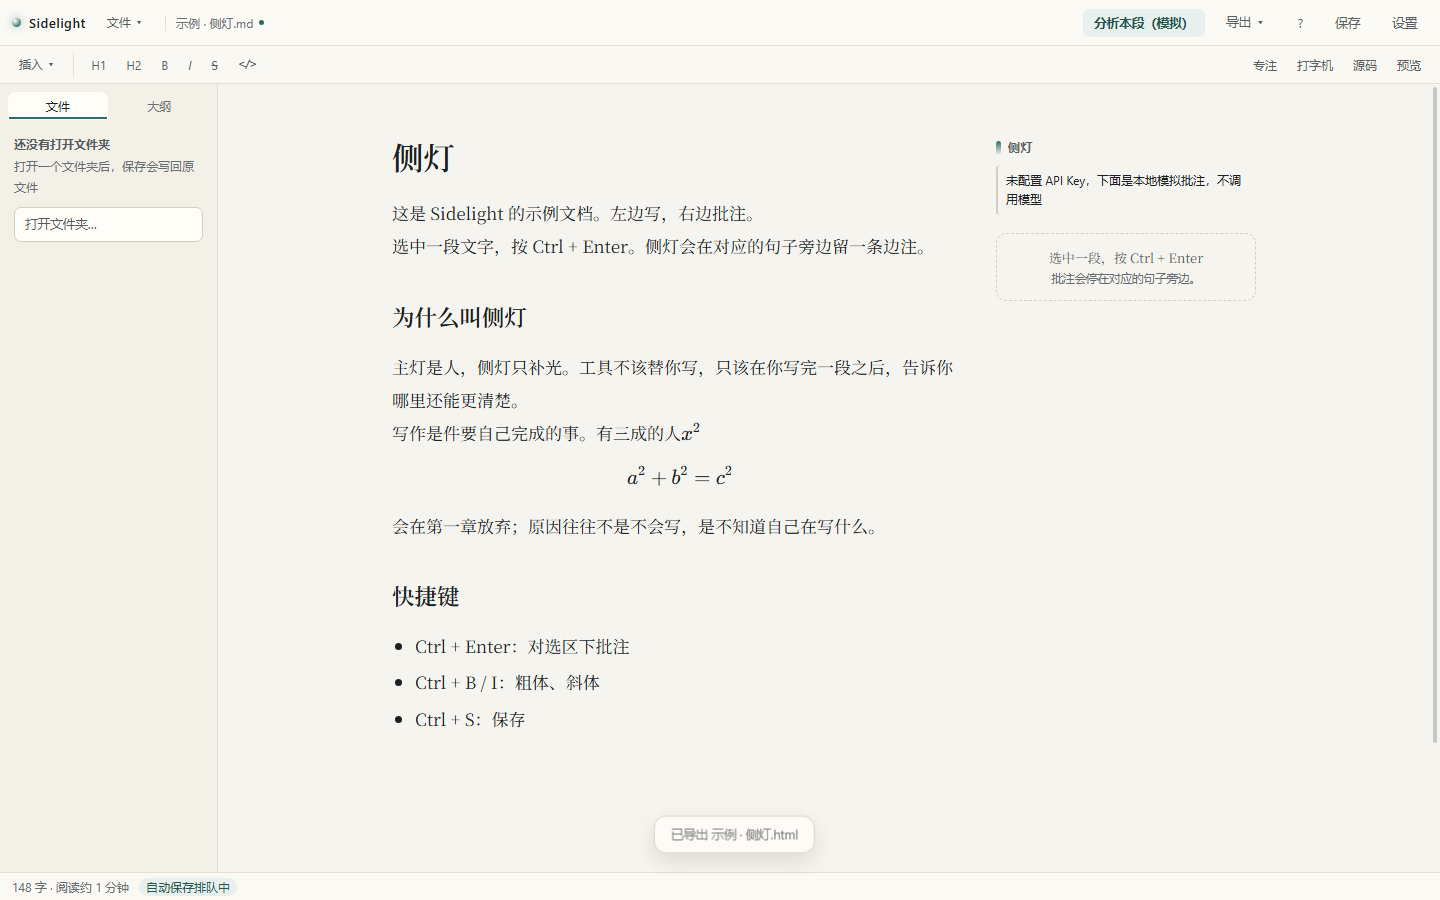 Sidelight 文件 ▾ 示例 · 侧灯.md ●
分析本段（模拟） 导出 ▾ ? 保存 设置
插入 ▾ H1 H2 B I S </>
专注 打字机 源码 预览
文件 大纲
还没有打开文件夹
打开一个文件夹后，保存会写回原
文件
打开文件夹...
侧灯
这是 Sidelight 的示例文档。左边写，右边批注。
选中一段文字，按 Ctrl + Enter。侧灯会在对应的句子旁边留一条边注。
为什么叫侧灯
主灯是人，侧灯只补光。工具不该替你写，只该在你写完一段之后，告诉你
哪里还能更清楚。
写作是件要自己完成的事。有三成的人x²
a² + b² = c²
会在第一章放弃；原因往往不是不会写，是不知道自己在写什么。
快捷键
• Ctrl + Enter：对选区下批注
• Ctrl + B / I：粗体、斜体
• Ctrl + S：保存
侧灯
未配置 API Key，下面是本地模拟批注，不调
用模型
选中一段，按 Ctrl + Enter
批注会停在对应的句子旁边。
已导出 示例 · 侧灯.html
148 字 · 阅读约 1 分钟 自动保存排队中